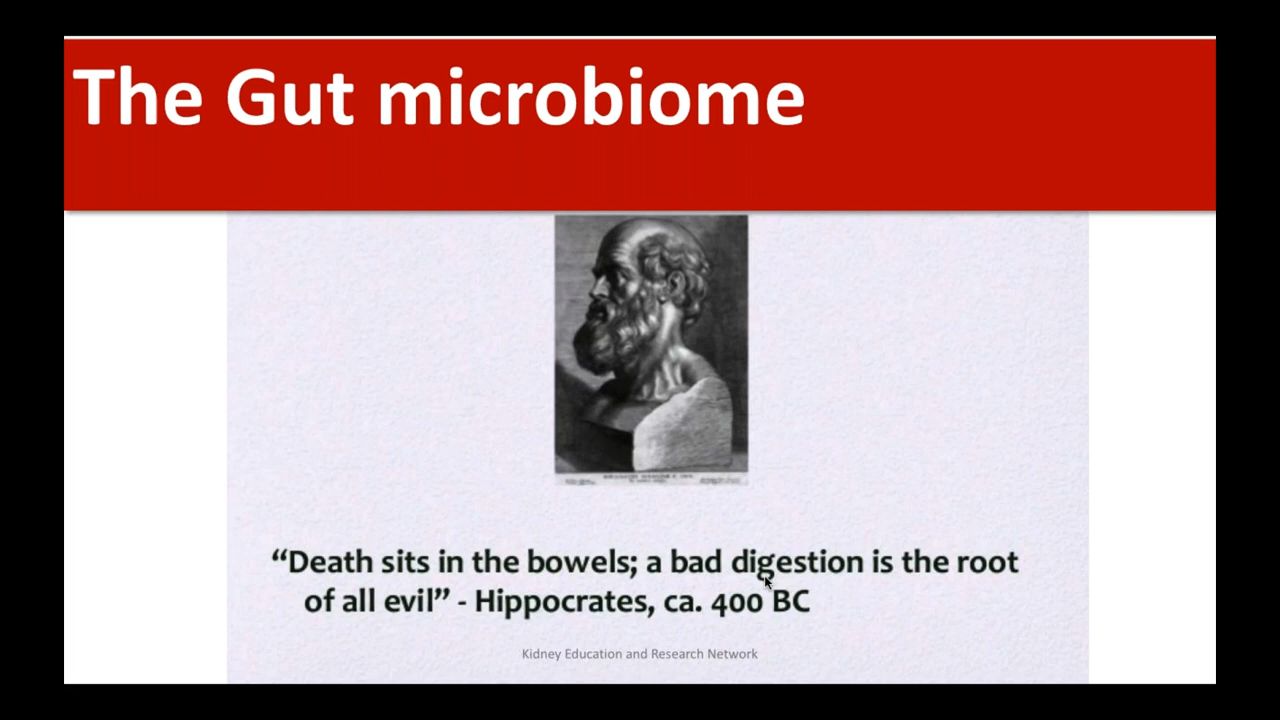 The Gut microbiome
“Death sits in the bowels; a bad digestion is the root
of all evil” - Hippocrates, ca. 400 BC
Kidney Education and Research Network